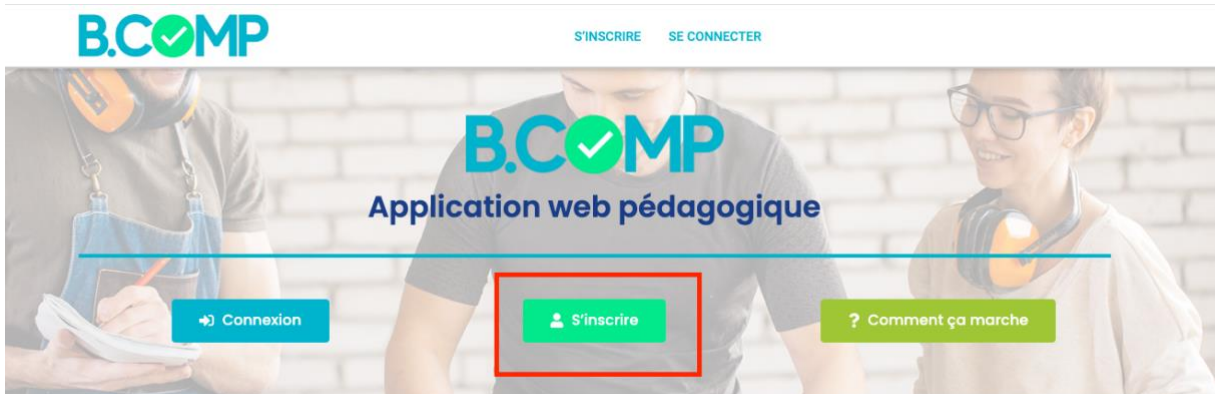 B.COMP
S'INSCRIRE SE CONNECTER
B.COMP
Application web pédagogique
Connexion
S'inscrire
? Comment ça marche